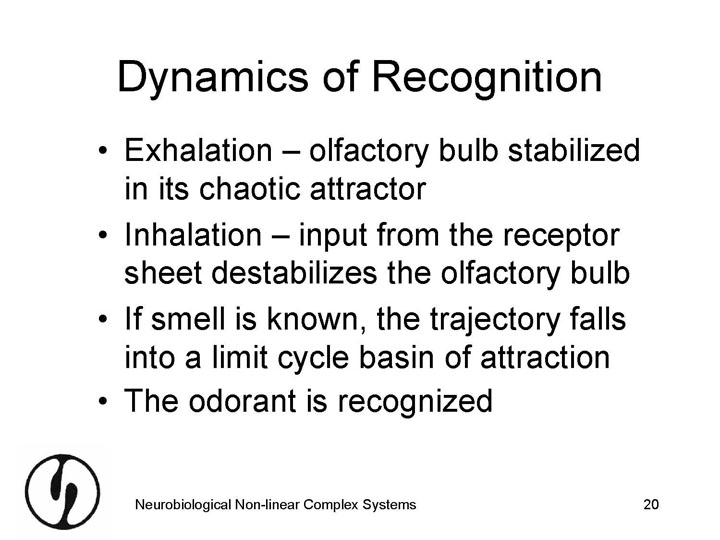 Dynamics of Recognition
• Exhalation – olfactory bulb stabilized
in its chaotic attractor
• Inhalation – input from the receptor
sheet destabilizes the olfactory bulb
• If smell is known, the trajectory falls
into a limit cycle basin of attraction
• The odorant is recognized
Neurobiological Non-linear Complex Systems
20